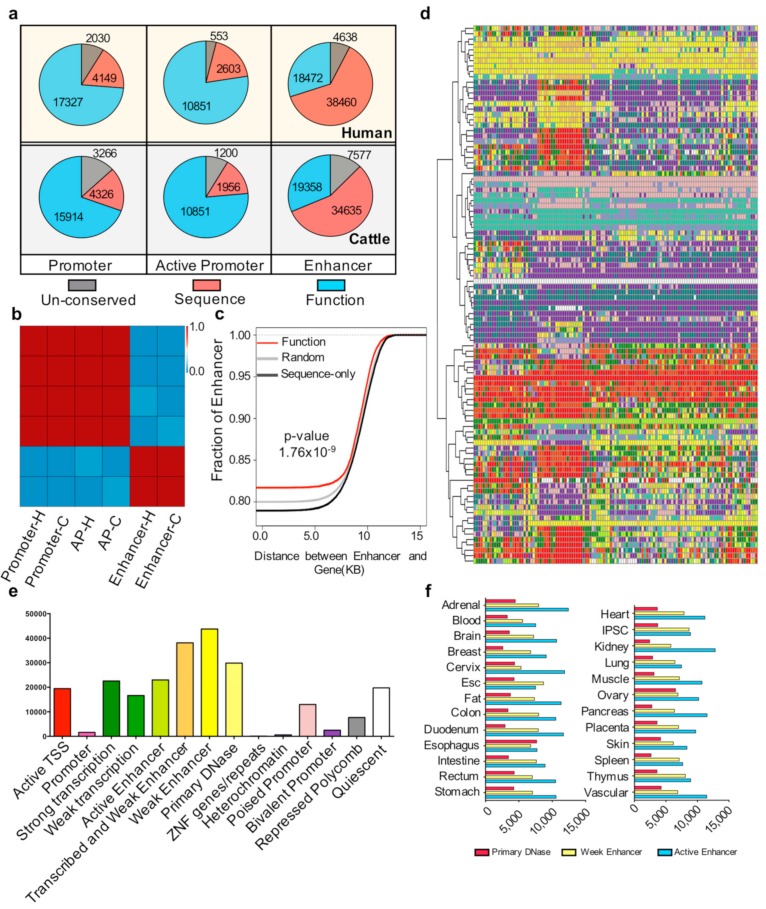 a
2030
4149
17327
553
2603
10851
4638
18472
38460
Human
3266
4326
15914
1200
1956
10851
7577
19358
34635
Cattle
Promoter
Active Promoter
Enhancer
Un-conserved
Sequence
Function
b
1.0
0.0
Promoter-H
Promoter-C
AP-H
AP-C
Enhancer-H
Enhancer-C
c
Fraction of Enhancer
1.00
0.95
0.90
0.85
0.80
Function
Random
Sequence-only
p-value
1.76x10-9
0.0
5.0
10
15
Distance between Enhancer and
Gene(KB)
d
e
50000
40000
30000
20000
10000
0
Active TSS
Promoter
Strong transcription
Weak transcription
Active Enhancer
Transcribed and Weak Enhancer
Weak Enhancer
Primary DNase
ZNF genes/repeats
Heterochromatin
Poised Promoter
Bivalent Promoter
Repressed Polycomb
Quiescent
f
Adrenal
Blood
Brain
Breast
Cervix
Esc
Fat
Colon
Duodenum
Esophagus
Intestine
Rectum
Stomach
0
5,000
10,000
15,000
Heart
IPSC
Kidney
Lung
Muscle
Ovary
Pancreas
Placenta
Skin
Spleen
Thymus
Vascular
0
5,000
10,000
15,000
Primary DNase
Week Enhancer
Active Enhancer